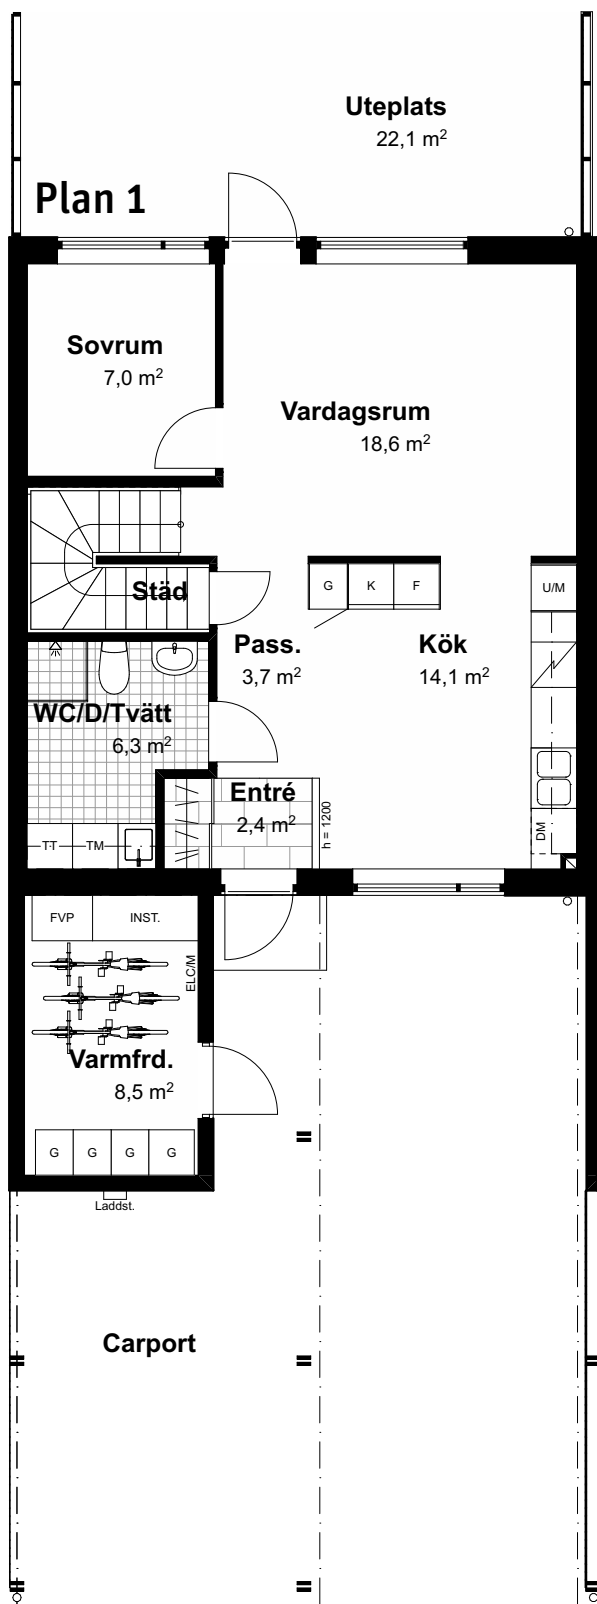 Uteplats
22,1 m²
Plan 1
Sovrum
7,0 m²
Vardagsrum
18,6 m²
Städ
G K F
U/M
Pass.
3,7 m²
Kök
14,1 m²
WC/D/Tvätt
6,3 m²
Entré
2,4 m²
h = 1200
DM
TT TM
FVP INST.
ELC/M
Varmfrd.
8,5 m²
G G G G
Laddst.
Carport